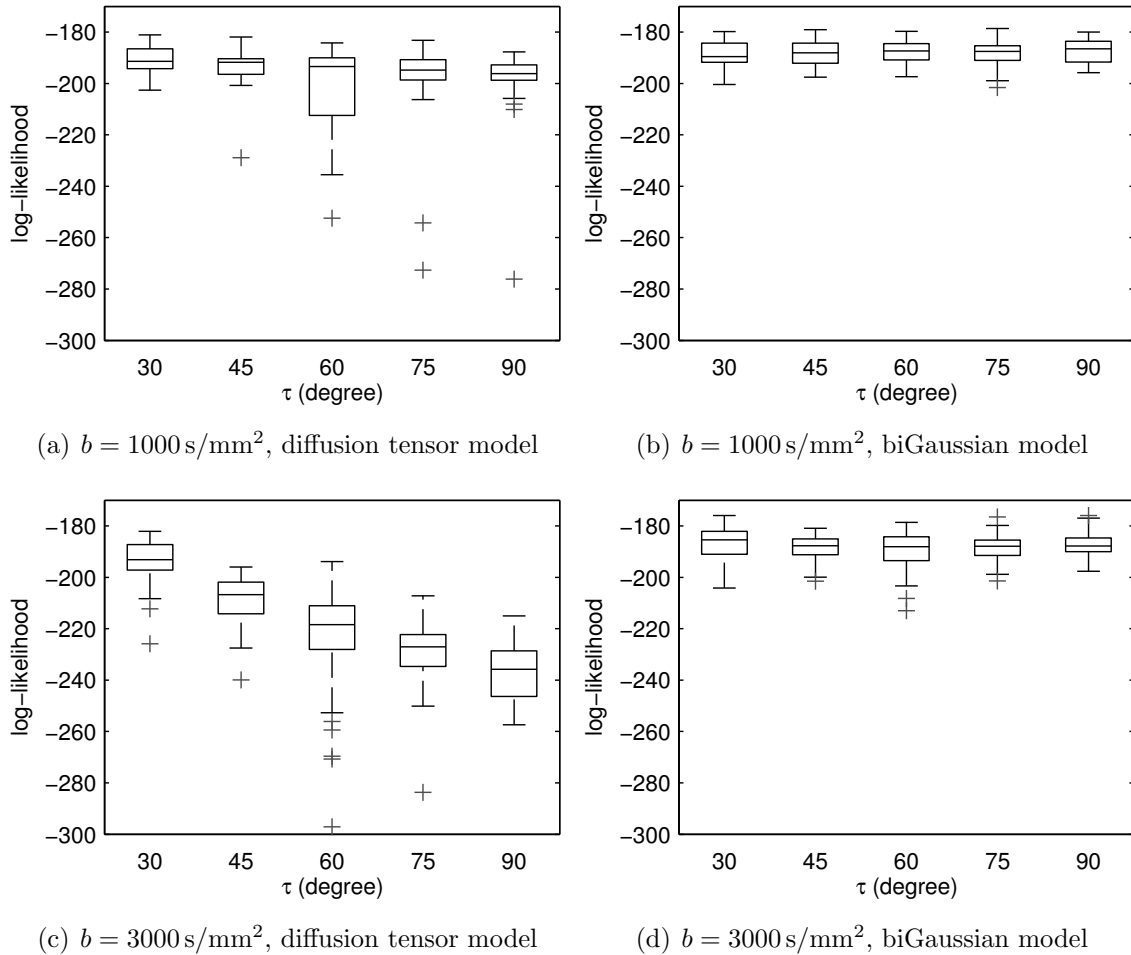 −180
−200
−220
−240
−260
−280
−300
log−likelihood
30 45 60 75 90
τ (degree)
(a) b = 1000 s/mm², diffusion tensor model
−180
−200
−220
−240
−260
−280
−300
log−likelihood
30 45 60 75 90
τ (degree)
(b) b = 1000 s/mm², biGaussian model
−180
−200
−220
−240
−260
−280
−300
log−likelihood
30 45 60 75 90
τ (degree)
(c) b = 3000 s/mm², diffusion tensor model
−180
−200
−220
−240
−260
−280
−300
log−likelihood
30 45 60 75 90
τ (degree)
(d) b = 3000 s/mm², biGaussian model